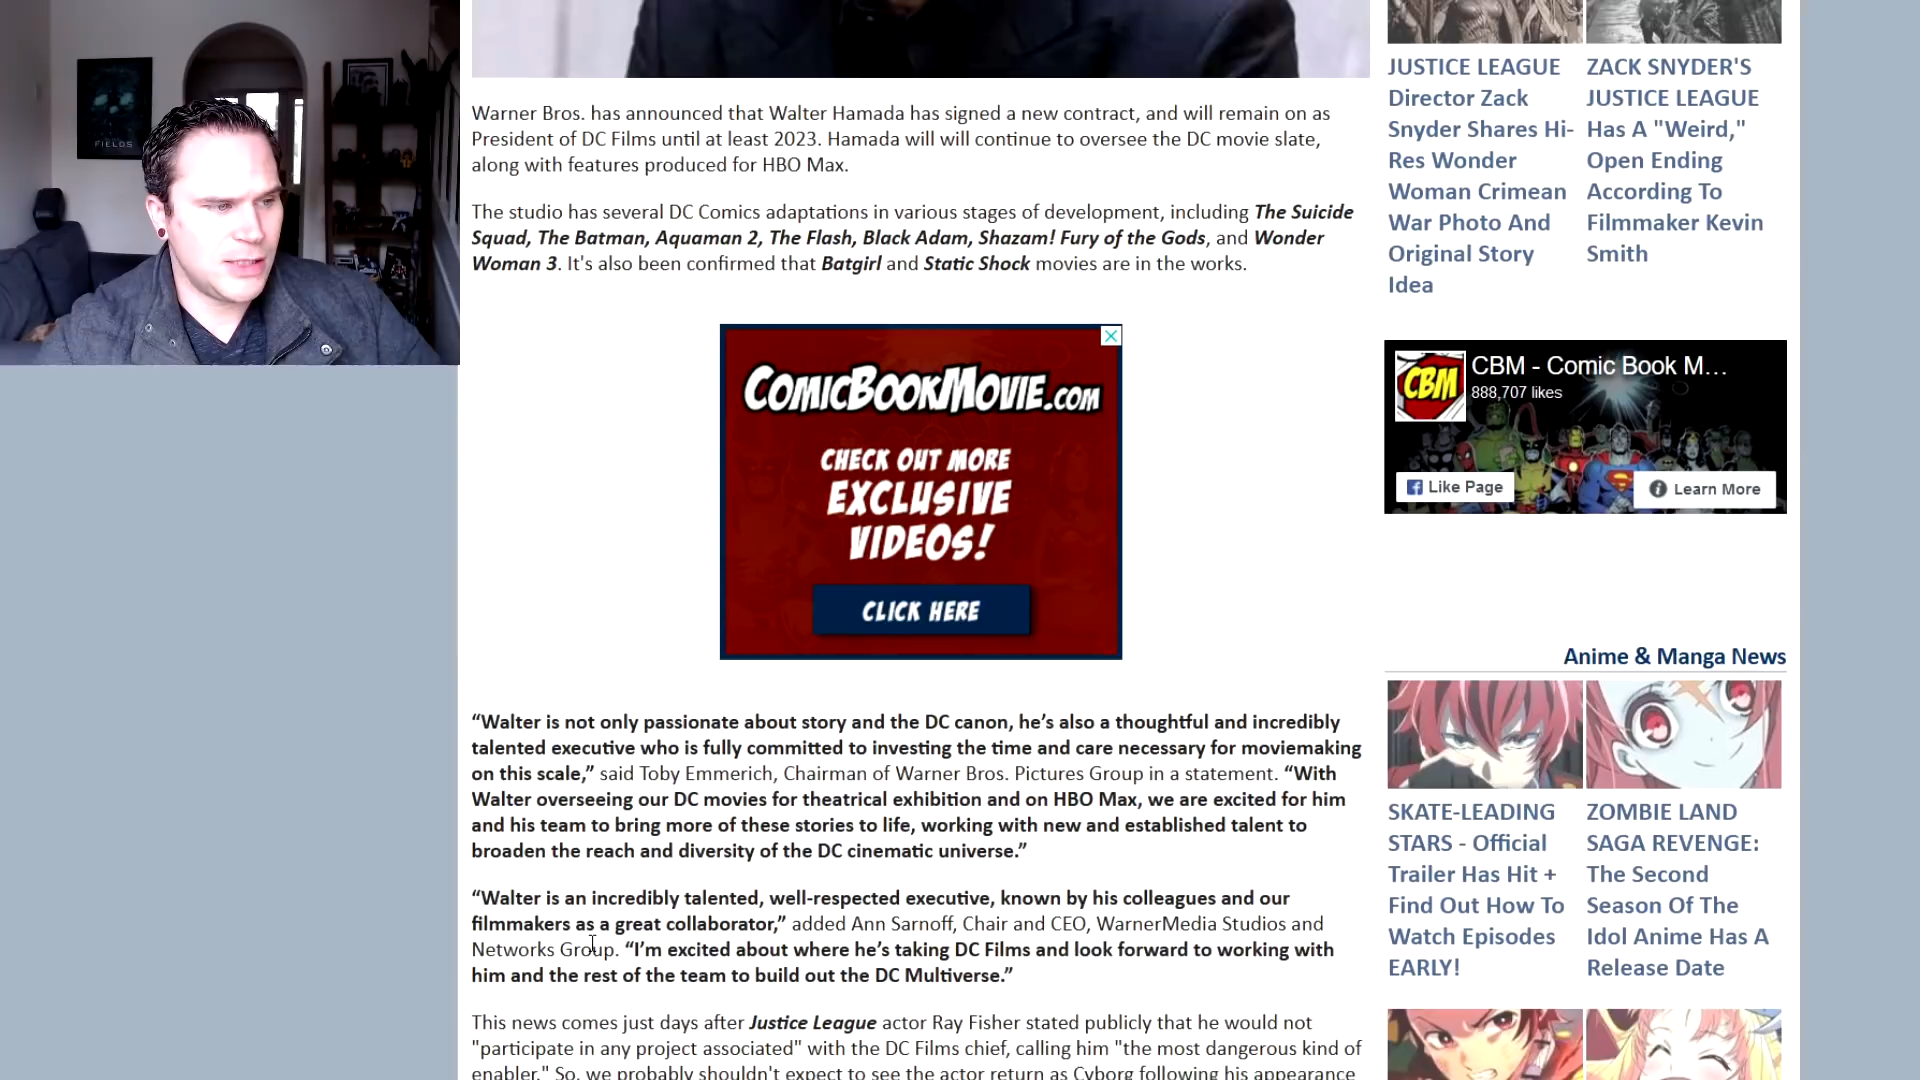 FIELDS
Warner Bros. has announced that Walter Hamada has signed a new contract, and will remain on as
President of DC Films until at least 2023. Hamada will will continue to oversee the DC movie slate,
along with features produced for HBO Max.
The studio has several DC Comics adaptations in various stages of development, including The Suicide
Squad, The Batman, Aquaman 2, The Flash, Black Adam, Shazam! Fury of the Gods, and Wonder
Woman 3. It's also been confirmed that Batgirl and Static Shock movies are in the works.
COMICBOOKMOVIE.COM
CHECK OUT MORE
EXCLUSIVE
VIDEOS!
CLICK HERE
“Walter is not only passionate about story and the DC canon, he’s also a thoughtful and incredibly
talented executive who is fully committed to investing the time and care necessary for moviemaking
on this scale,” said Toby Emmerich, Chairman of Warner Bros. Pictures Group in a statement. “With
Walter overseeing our DC movies for theatrical exhibition and on HBO Max, we are excited for him
and his team to bring more of these stories to life, working with new and established talent to
broaden the reach and diversity of the DC cinematic universe.”
“Walter is an incredibly talented, well-respected executive, known by his colleagues and our
filmmakers as a great collaborator,” added Ann Sarnoff, Chair and CEO, WarnerMedia Studios and
Networks Group. “I’m excited about where he’s taking DC Films and look forward to working with
him and the rest of the team to build out the DC Multiverse.”
This news comes just days after Justice League actor Ray Fisher stated publicly that he would not
"participate in any project associated" with the DC Films chief, calling him "the most dangerous kind of
enabler." So, we probably shouldn't expect to see the actor return as Cyborg following his appearance
JUSTICE LEAGUE
Director Zack
Snyder Shares Hi-
Res Wonder
Woman Crimean
War Photo And
Original Story
Idea
ZACK SNYDER'S
JUSTICE LEAGUE
Has A "Weird,"
Open Ending
According To
Filmmaker Kevin
Smith
CBM
CBM - Comic Book M...
888,707 likes
Like Page
Learn More
Anime & Manga News
SKATE-LEADING
STARS - Official
Trailer Has Hit +
Find Out How To
Watch Episodes
EARLY!
ZOMBIE LAND
SAGA REVENGE:
The Second
Season Of The
Idol Anime Has A
Release Date